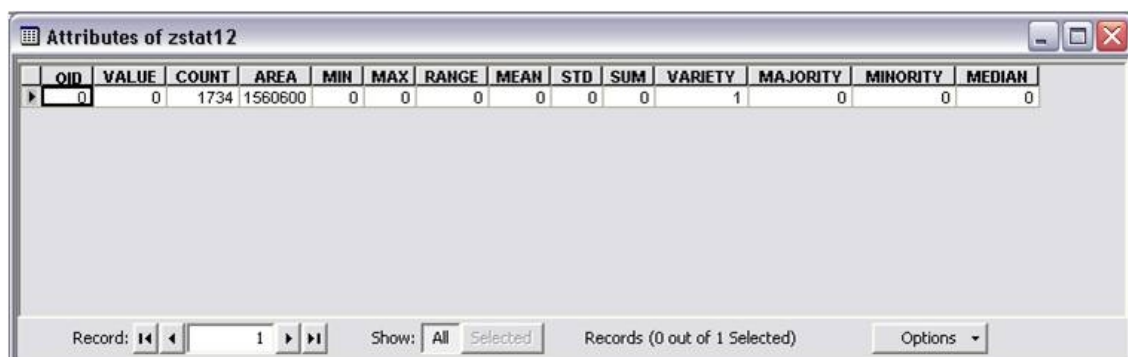 Attributes of zstat12
OID VALUE COUNT AREA MIN MAX RANGE MEAN STD SUM VARIETY MAJORITY MINORITY MEDIAN
0 0 1734 1560600 0 0 0 0 0 0 1 0 0 0
Record: 1 Show: All Selected Records (0 out of 1 Selected) Options